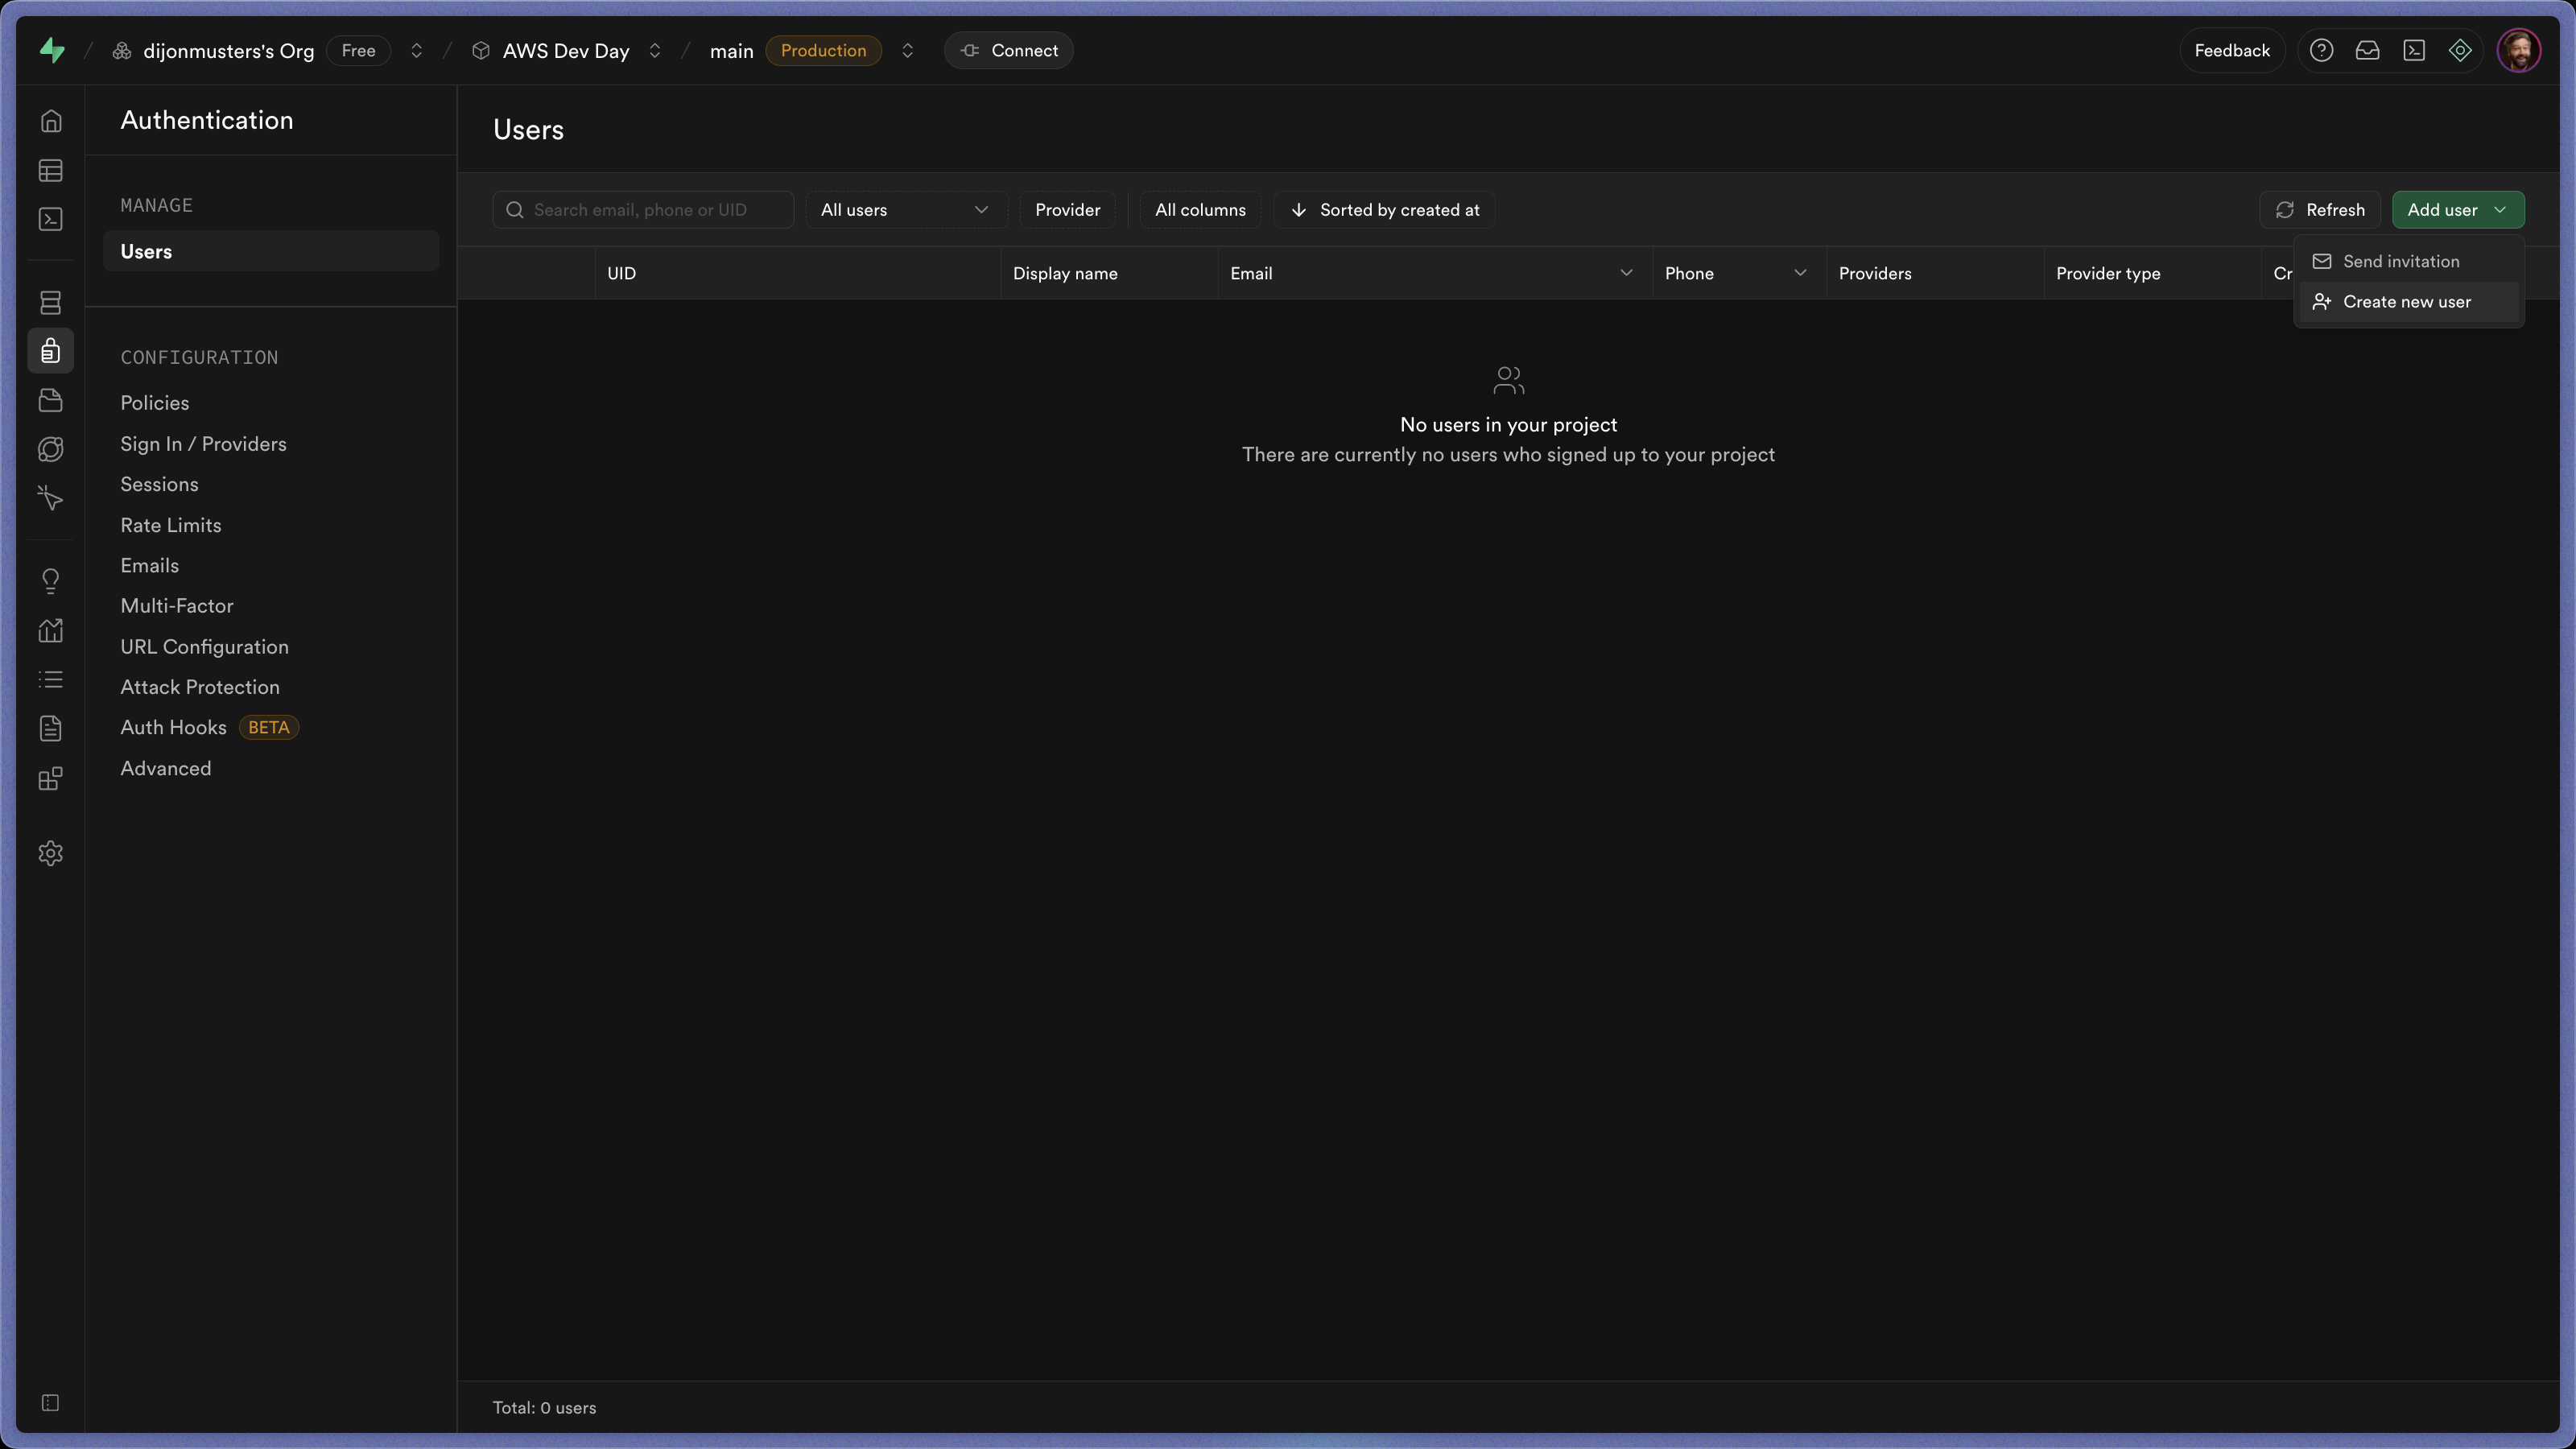 dijonmusters's Org Free AWS Dev Day main Production Connect Feedback
Authentication
MANAGE
Users
CONFIGURATION
Policies
Sign In / Providers
Sessions
Rate Limits
Emails
Multi-Factor
URL Configuration
Attack Protection
Auth Hooks BETA
Advanced
Users
Search email, phone or UID All users Provider All columns Sorted by created at Refresh Add user
UID Display name Email Phone Providers Provider type Cr
Send invitation
Create new user
No users in your project
There are currently no users who signed up to your project
Total: 0 users